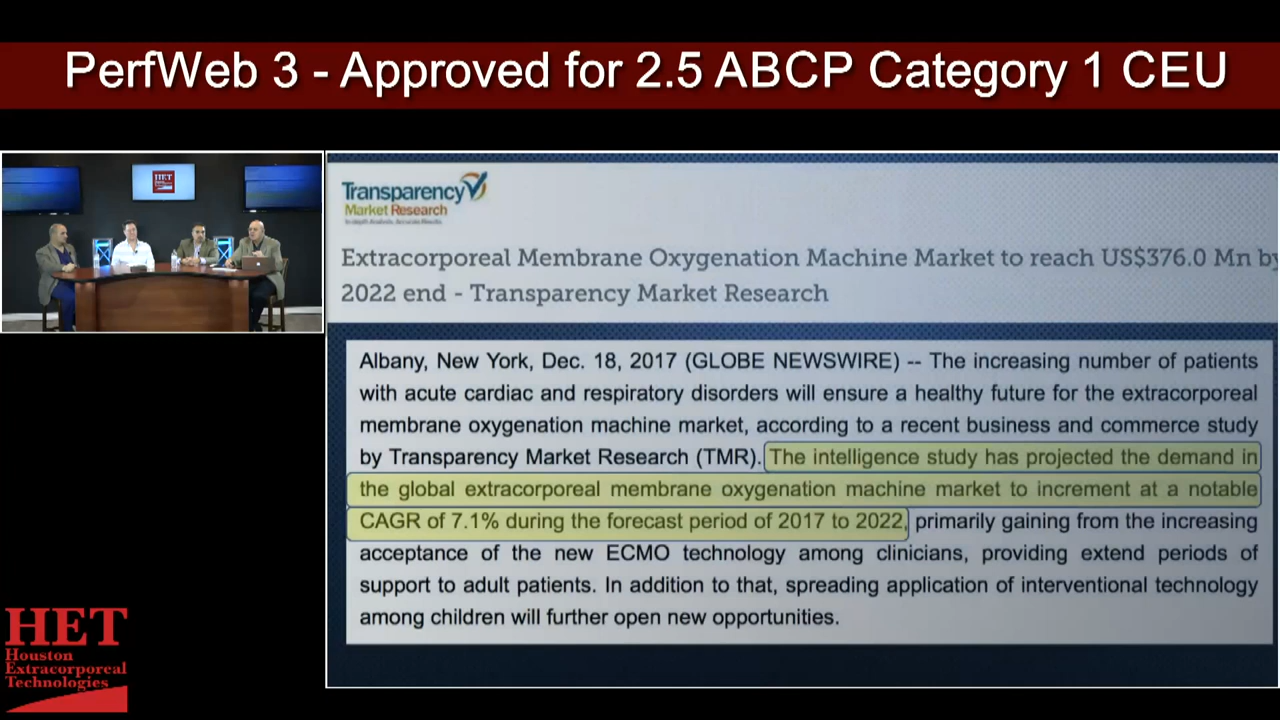 PerfWeb 3 - Approved for 2.5 ABCP Category 1 CEU
HET
Transparency
Market Research
In-depth Analysis. Accurate Results
Extracorporeal Membrane Oxygenation Machine Market to reach US$376.0 Mn by
2022 end - Transparency Market Research
Albany, New York, Dec. 18, 2017 (GLOBE NEWSWIRE) -- The increasing number of patients
with acute cardiac and respiratory disorders will ensure a healthy future for the extracorporeal
membrane oxygenation machine market, according to a recent business and commerce study
by Transparency Market Research (TMR). The intelligence study has projected the demand in
the global extracorporeal membrane oxygenation machine market to increment at a notable
CAGR of 7.1% during the forecast period of 2017 to 2022, primarily gaining from the increasing
acceptance of the new ECMO technology among clinicians, providing extend periods of
support to adult patients. In addition to that, spreading application of interventional technology
among children will further open new opportunities.
HET
Houston
Extracorporeal
Technologies